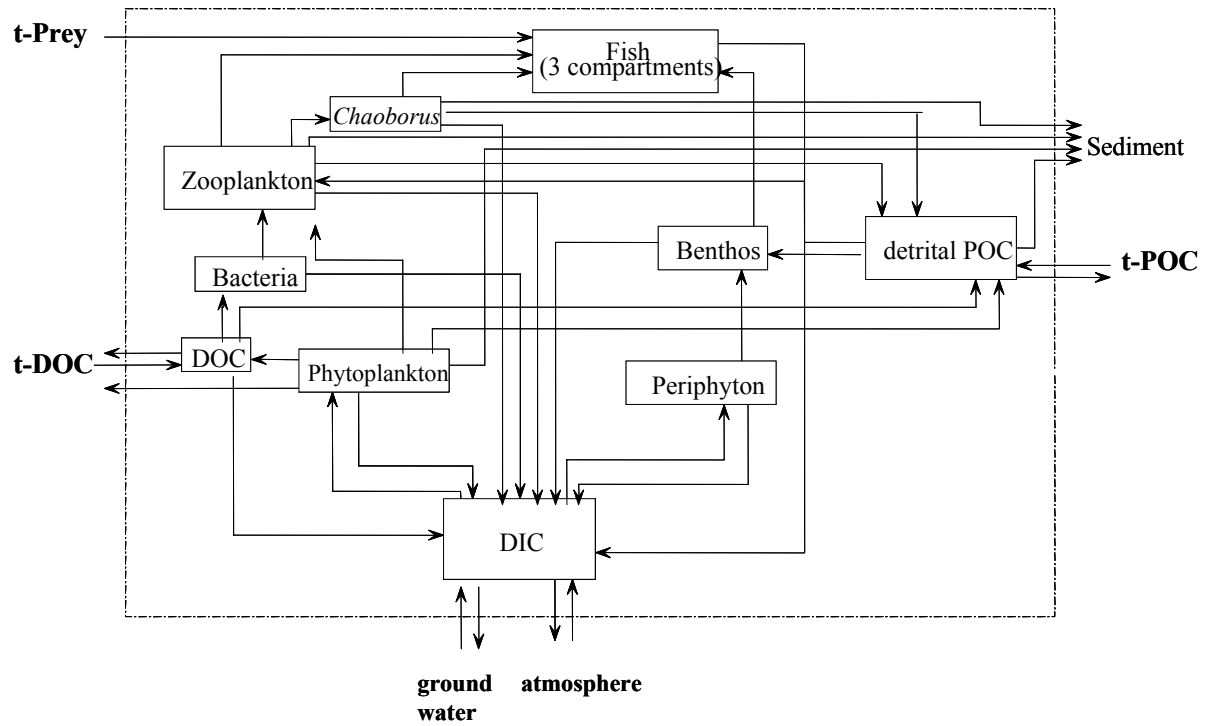 t-Prey
Fish
(3 compartments)
Chaoborus
Sediment
Zooplankton
Benthos
detrital POC
t-POC
Bacteria
t-DOC
DOC
Phytoplankton
Periphyton
DIC
ground
water
atmosphere